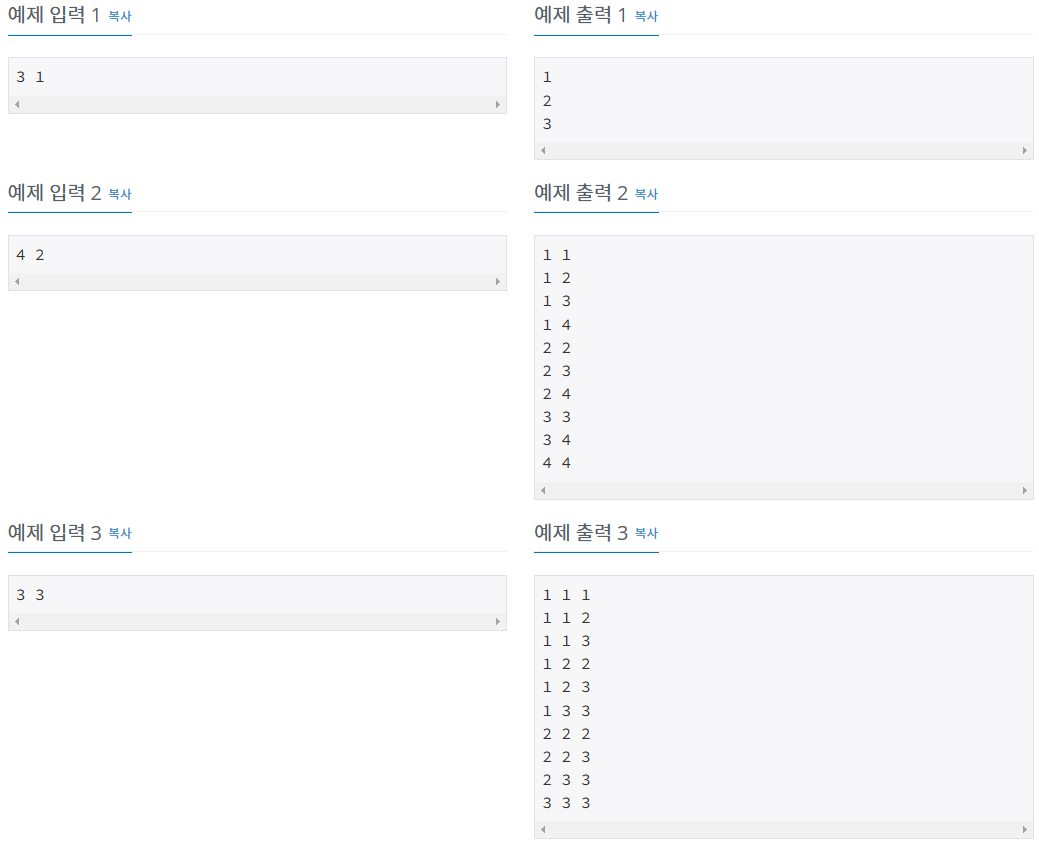 예제 입력 1 복사
3 1
예제 출력 1 복사
1
2
3
예제 입력 2 복사
4 2
예제 출력 2 복사
1 1
1 2
1 3
1 4
2 2
2 3
2 4
3 3
3 4
4 4
예제 입력 3 복사
3 3
예제 출력 3 복사
1 1 1
1 1 2
1 1 3
1 2 2
1 2 3
1 3 3
2 2 2
2 2 3
2 3 3
3 3 3